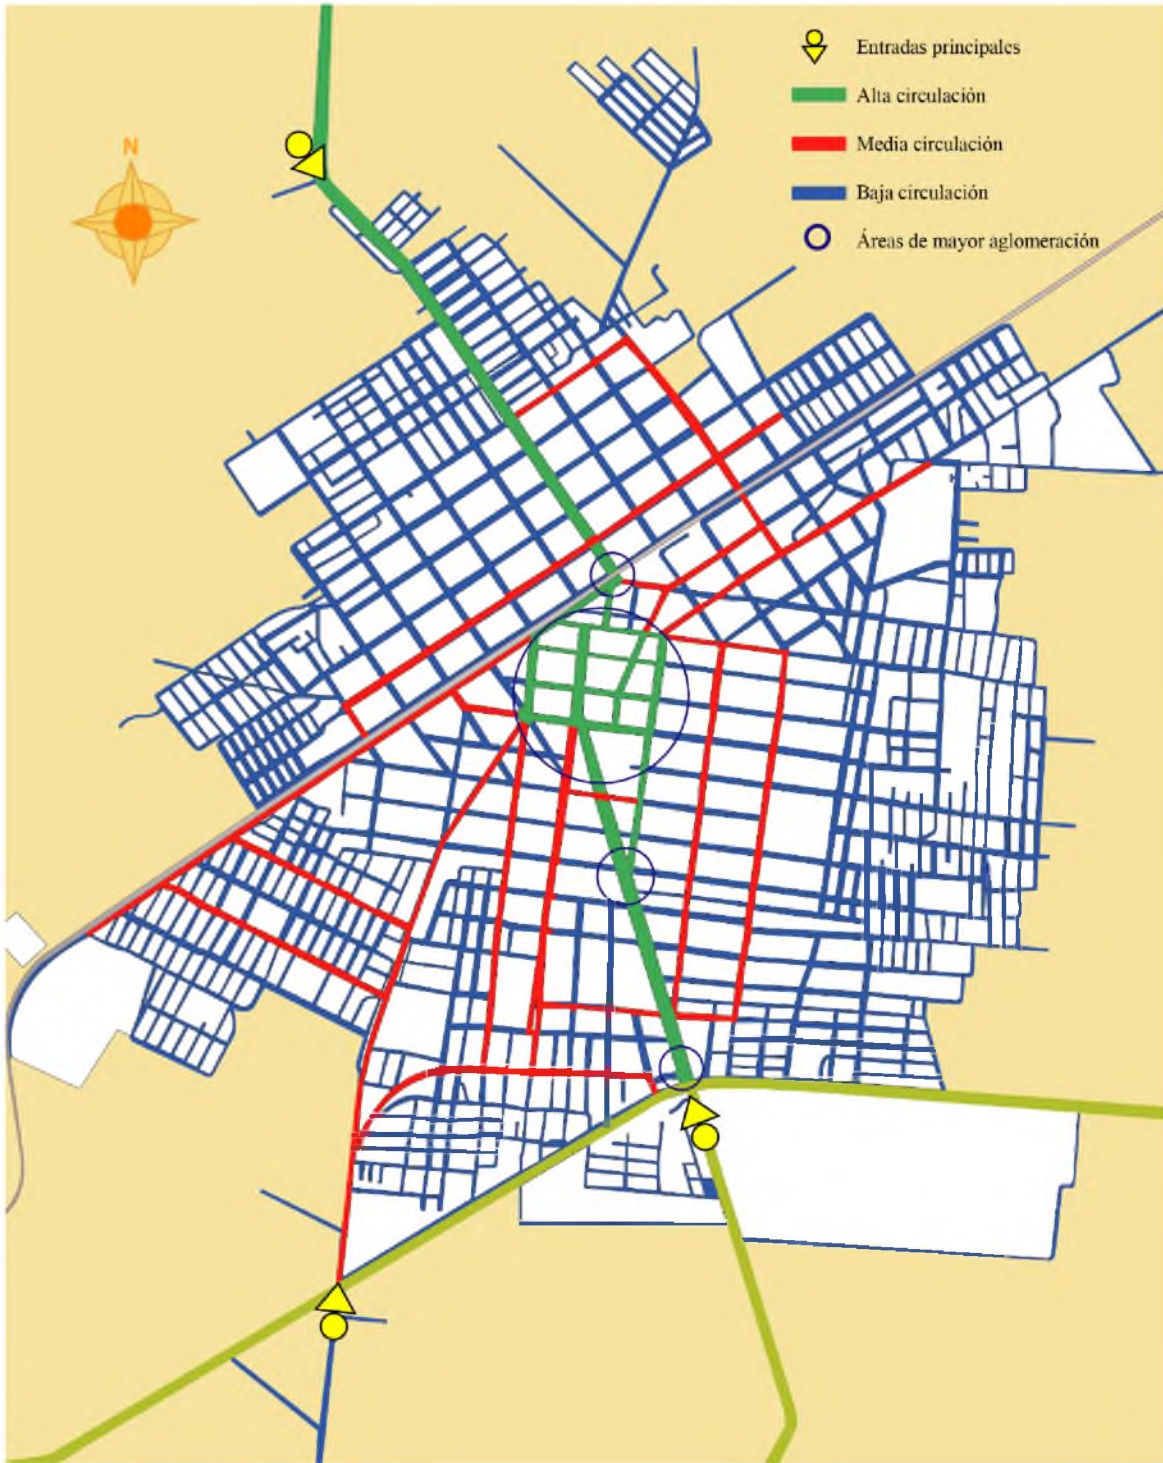 N
Entradas principales
Alta circulación
Media circulación
Baja circulación
Áreas de mayor aglomeración